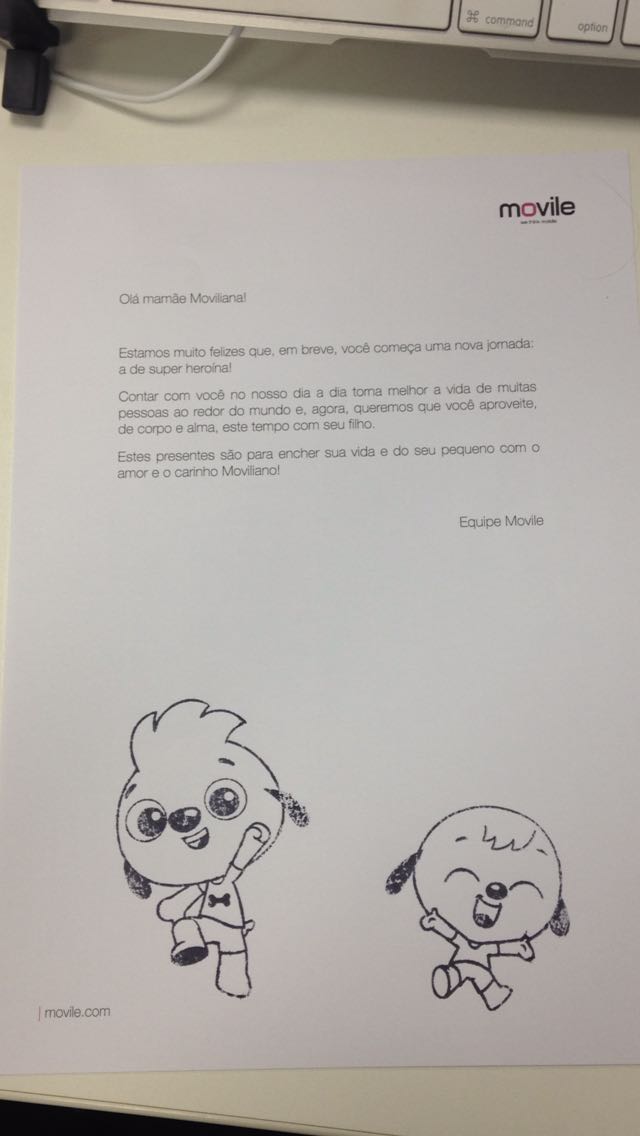 ⌘ command
option
movile
Olá mamãe Moviliana!
Estamos muito felizes que, em breve, você começa uma nova jornada:
a de super heroína!
Contar com você no nosso dia a dia torna melhor a vida de muitas
pessoas ao redor do mundo e, agora, queremos que você aproveite,
de corpo e alma, este tempo com seu filho.
Estes presentes são para encher sua vida e do seu pequeno com o
amor e o carinho Moviliano!
Equipe Movile
| movile.com